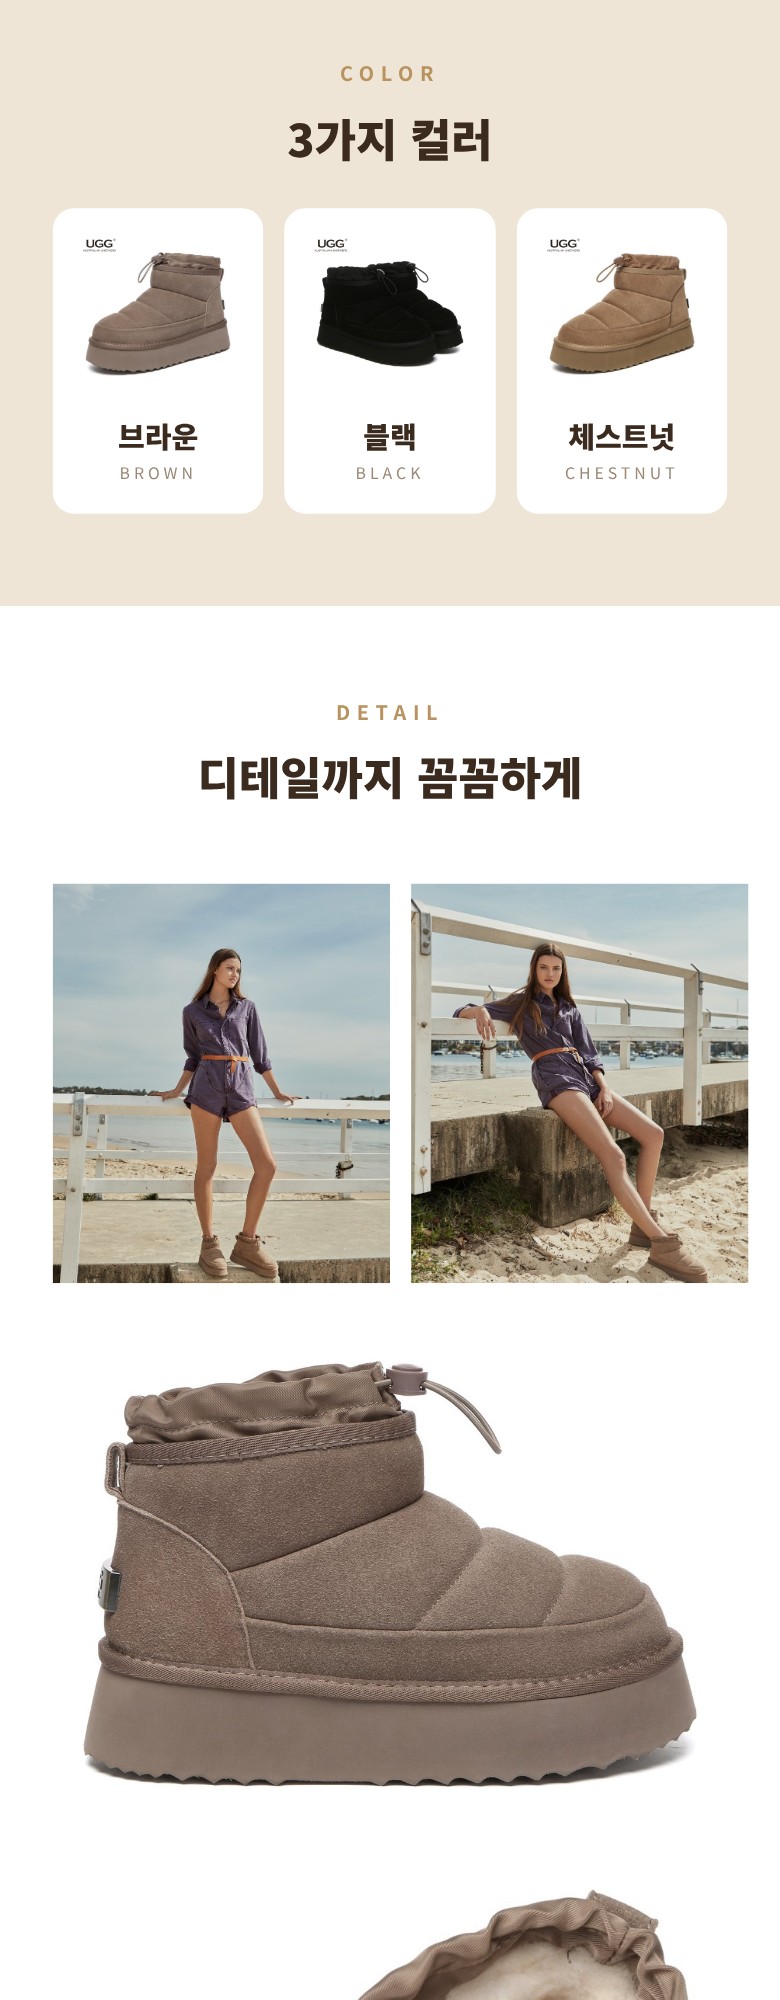 COLOR
3가지 컬러
UGG
UGG
UGG
브라운
블랙
체스트넛
BROWN
BLACK
CHESTNUT
DETAIL
디테일까지 꼼꼼하게